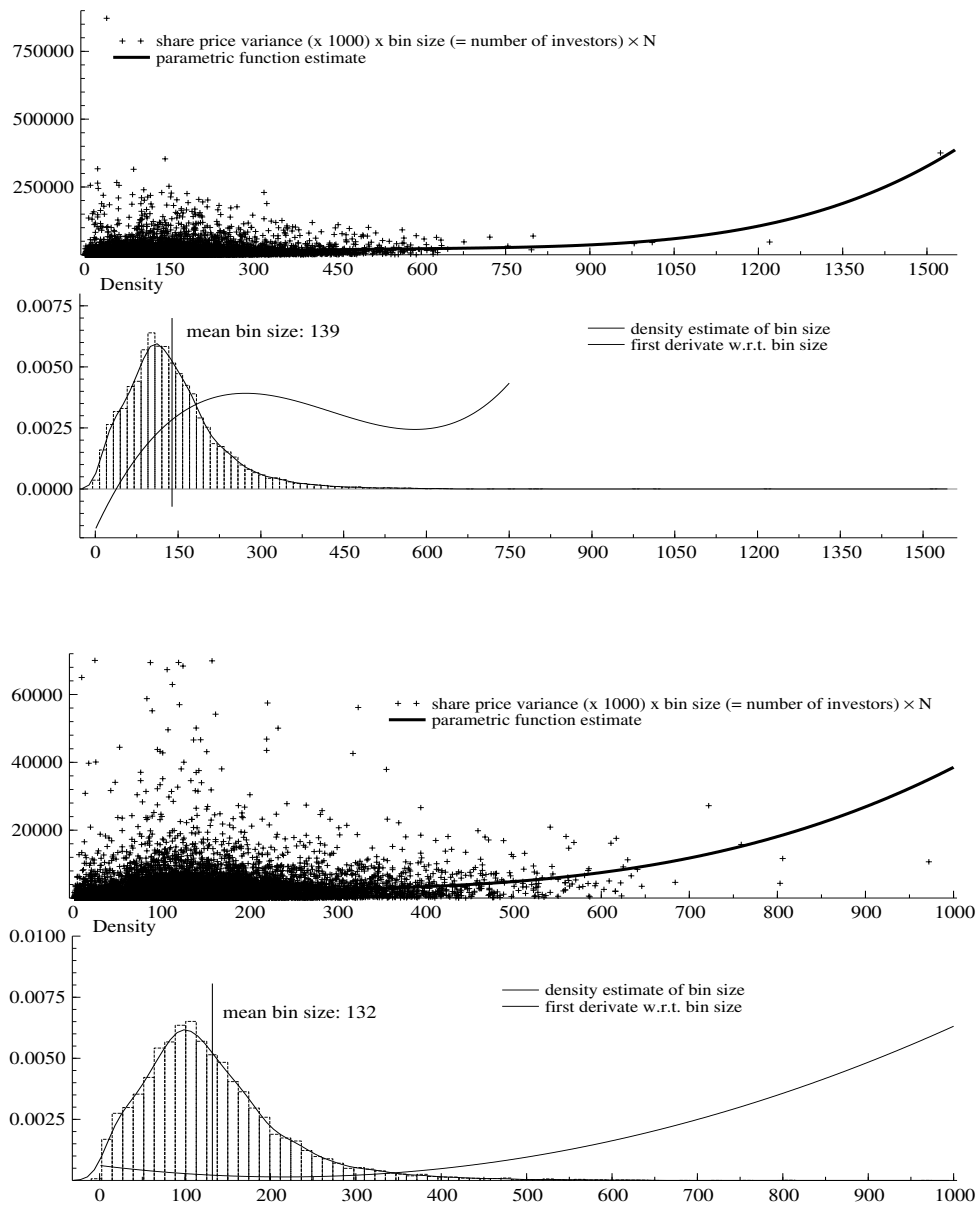 750000
+ + share price variance (x 1000) x bin size (= number of investors) × N
parametric function estimate
500000
250000
0 150 300 450 600 750 900 1050 1200 1350 1500
Density
0.0075
mean bin size: 139
density estimate of bin size
first derivate w.r.t. bin size
0.0050
0.0025
0.0000
0 150 300 450 600 750 900 1050 1200 1350 1500
60000
+ + share price variance (x 1000) x bin size (= number of investors) × N
parametric function estimate
40000
20000
0 100 200 300 400 500 600 700 800 900 1000
Density
0.0100
0.0075
density estimate of bin size
mean bin size: 132
first derivate w.r.t. bin size
0.0050
0.0025
0 100 200 300 400 500 600 700 800 900 1000